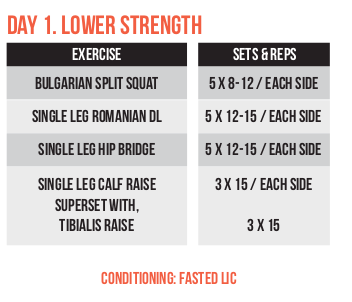 DAY 1. LOWER STRENGTH
EXERCISE SETS & REPS
BULGARIAN SPLIT SQUAT 5 X 8-12 / EACH SIDE
SINGLE LEG ROMANIAN DL 5 X 12-15 / EACH SIDE
SINGLE LEG HIP BRIDGE 5 X 12-15 / EACH SIDE
SINGLE LEG CALF RAISE 3 X 15 / EACH SIDE
SUPERSET WITH,
TIBIALIS RAISE 3 X 15
CONDITIONING: FASTED LIC